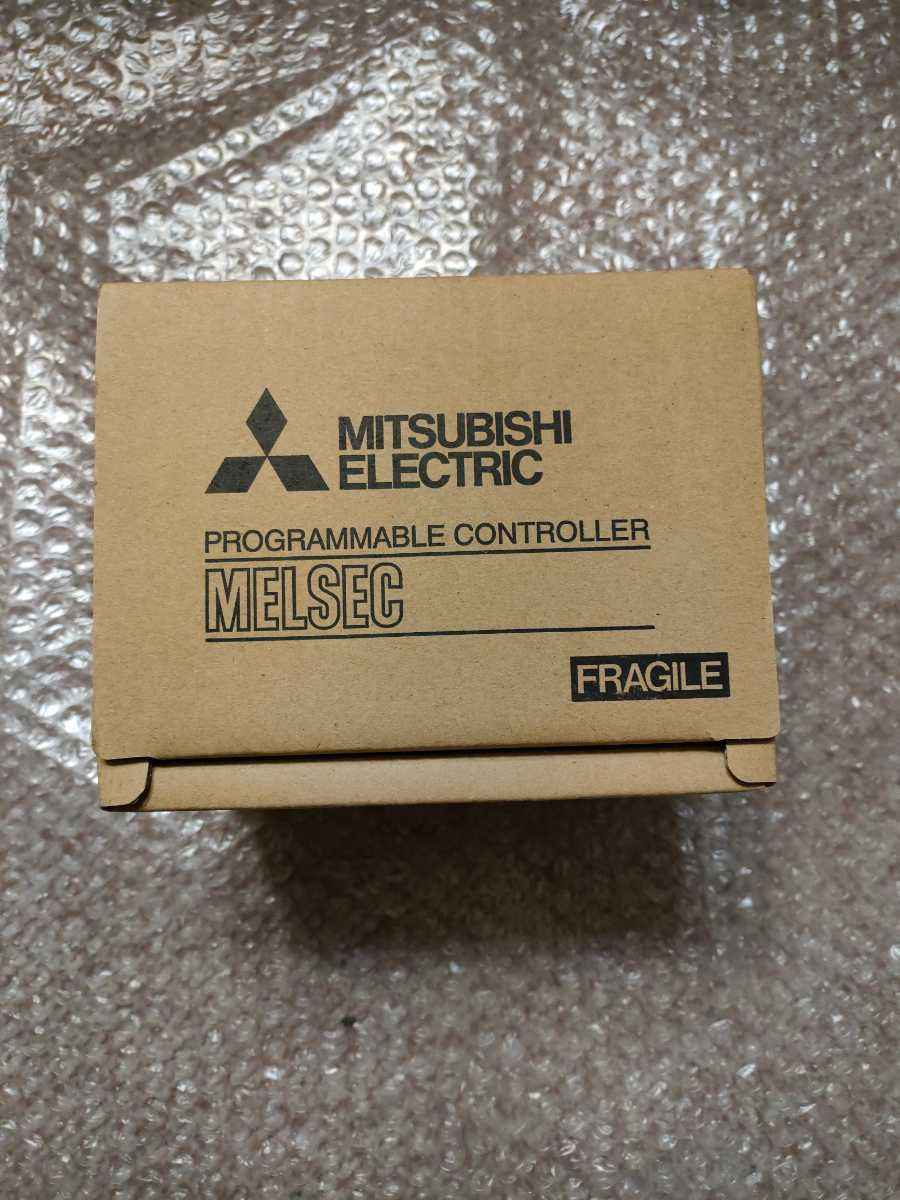 MITSUBISHI
ELECTRIC
PROGRAMMABLE CONTROLLER
MELSEC
FRAGILE